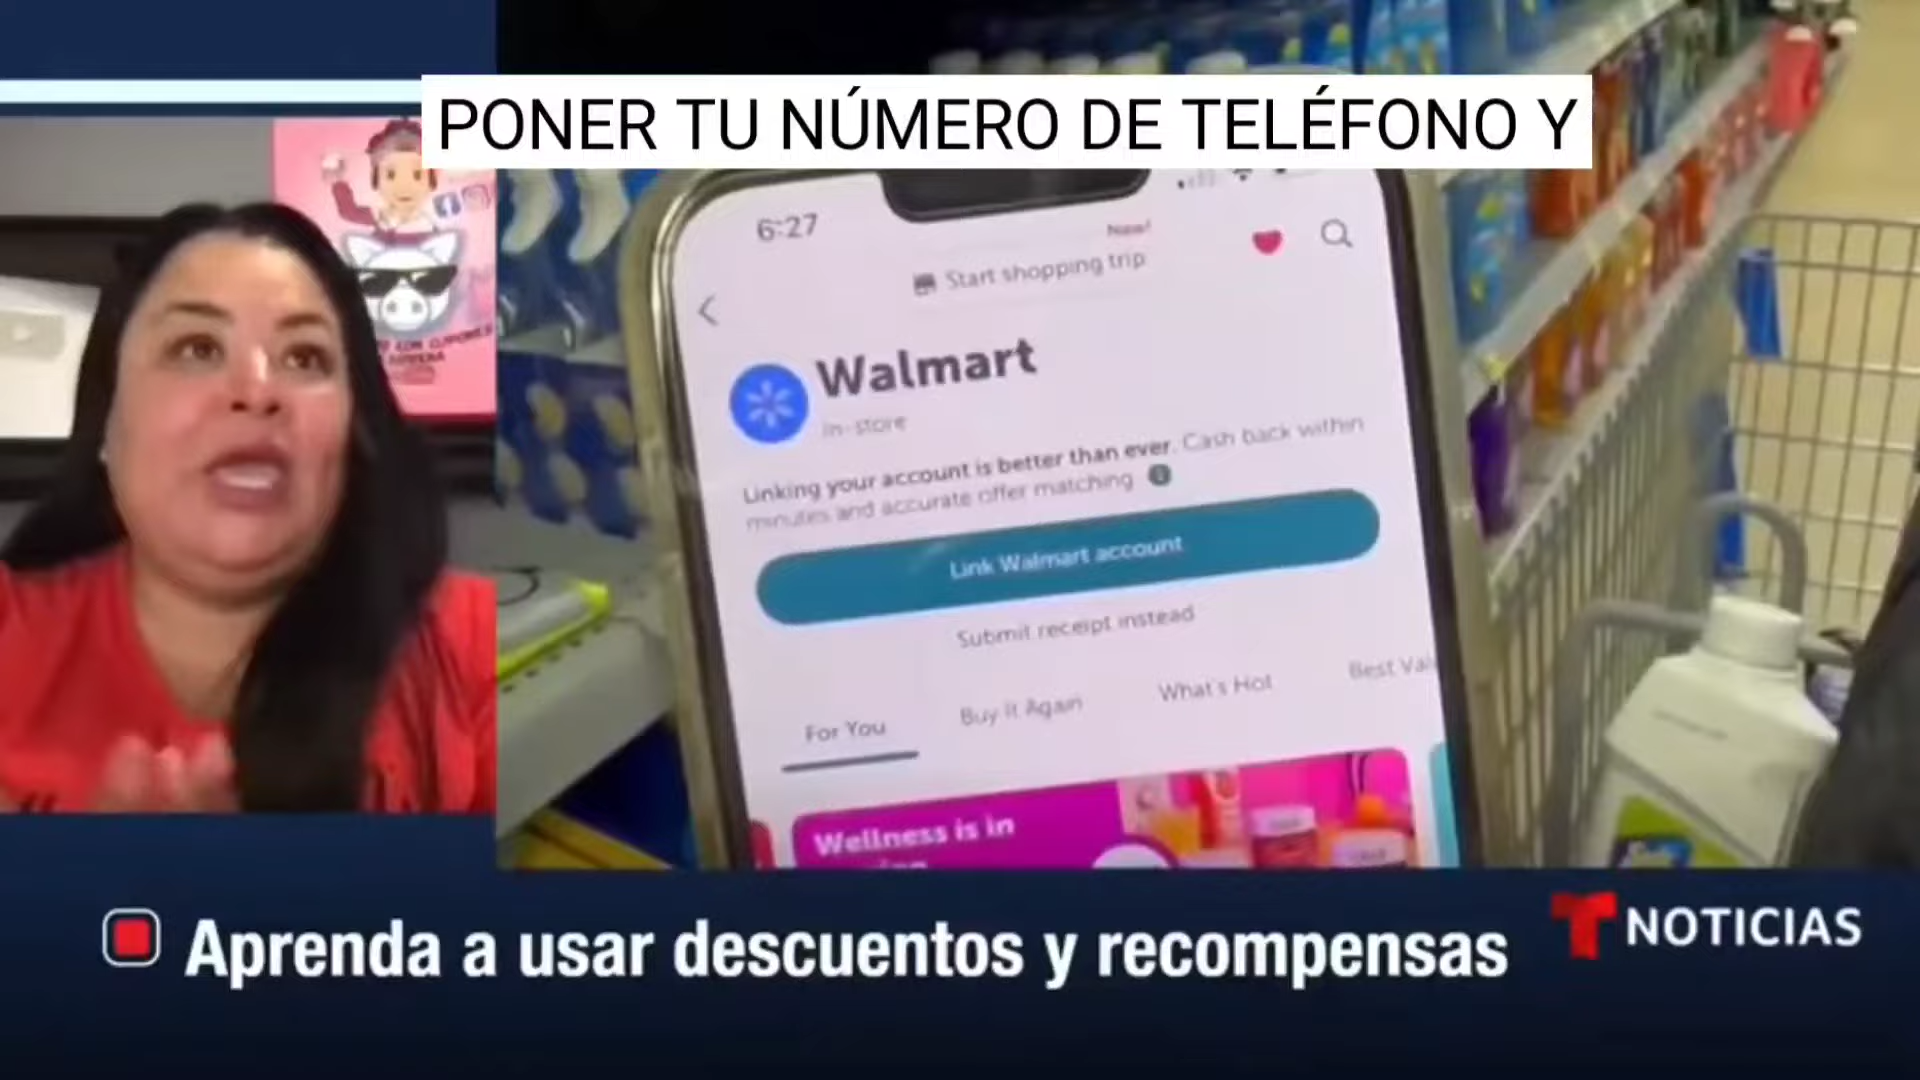 PONER TU NÚMERO DE TELÉFONO Y
6:27
New!
Start shopping trip
Walmart
In-store
Linking your account is better than ever. Cash back within
minutes and accurate offer matching
Link Walmart account
Submit receipt instead
For You
Buy It Again
What's Hot
Best Val
Wellness is in
Aprenda a usar descuentos y recompensas
T NOTICIAS